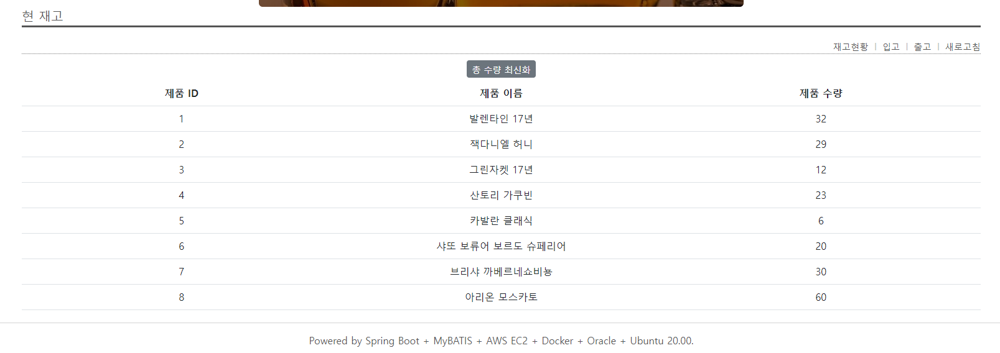 현 재고
재고현황 | 입고 | 출고 | 새로고침
총 수량 최신화
제품 ID 제품 이름 제품 수량
1 발렌타인 17년 32
2 잭다니엘 허니 29
3 그린자켓 17년 12
4 산토리 가쿠빈 23
5 카발란 클래식 6
6 샤또 보류어 보르도 슈페리어 20
7 브리샤 까베르네쇼비뇽 30
8 아리온 모스카토 60
Powered by Spring Boot + MyBATIS + AWS EC2 + Docker + Oracle + Ubuntu 20.00.